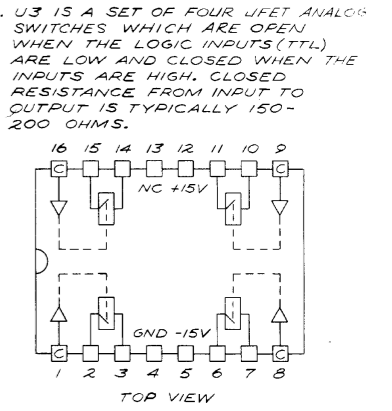 . U3 IS A SET OF FOUR JFET ANALOG
SWITCHES WHICH ARE OPEN
WHEN THE LOGIC INPUTS (TTL)
ARE LOW AND CLOSED WHEN THE
INPUTS ARE HIGH. CLOSED
RESISTANCE FROM INPUT TO
OUTPUT IS TYPICALLY 150-
200 OHMS.
16 15 14 13 12 11 10 9
C C
NC +15V
GND -15V
C C
1 2 3 4 5 6 7 8
TOP VIEW